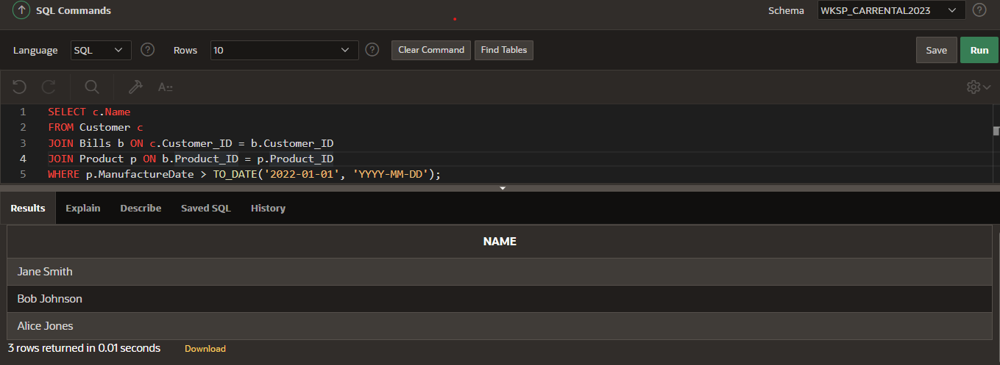 SQL Commands
Schema WKSP_CARRENTAL2023 ?
Language SQL ? Rows 10 ? Clear Command Find Tables Save Run
A
1 SELECT c.Name
2 FROM Customer c
3 JOIN Bills b ON c.Customer_ID = b.Customer_ID
4 JOIN Product p ON b.Product_ID = p.Product_ID
5 WHERE p.ManufactureDate > TO_DATE('2022-01-01', 'YYYY-MM-DD');
Results Explain Describe Saved SQL History
NAME
Jane Smith
Bob Johnson
Alice Jones
3 rows returned in 0.01 seconds Download